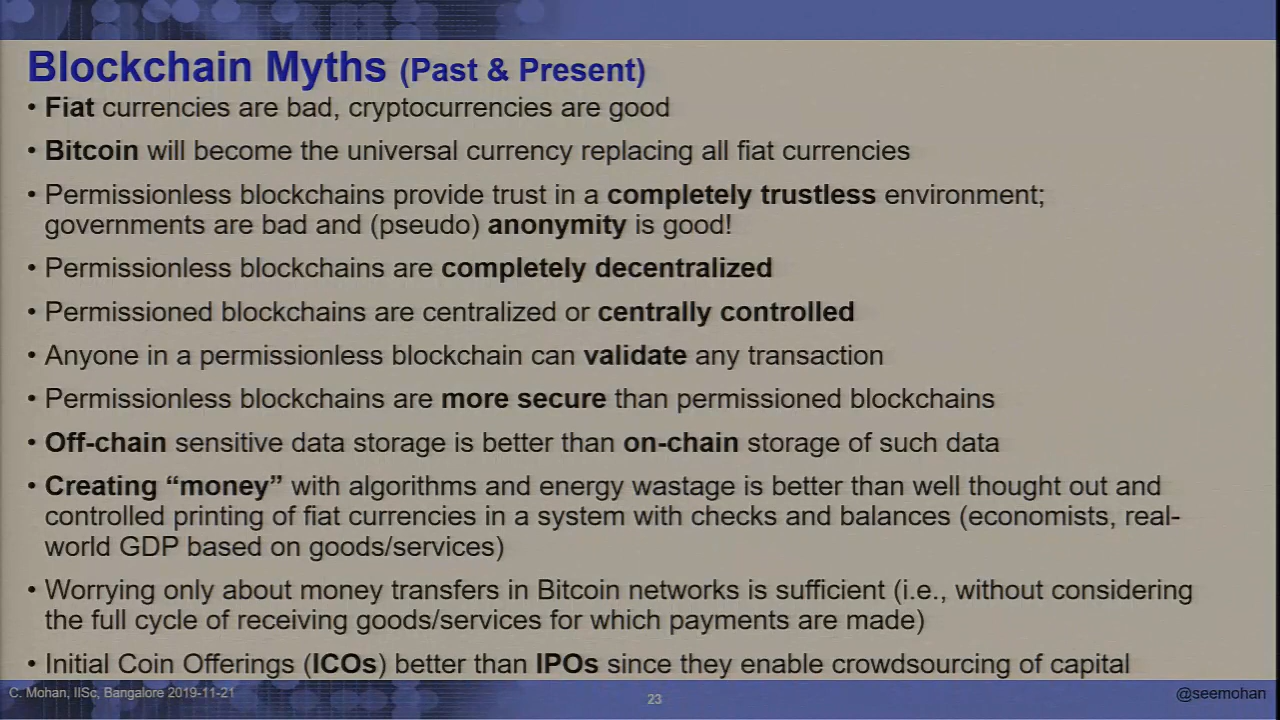 Blockchain Myths (Past & Present)
• Fiat currencies are bad, cryptocurrencies are good
• Bitcoin will become the universal currency replacing all fiat currencies
• Permissionless blockchains provide trust in a completely trustless environment;
governments are bad and (pseudo) anonymity is good!
• Permissionless blockchains are completely decentralized
• Permissioned blockchains are centralized or centrally controlled
• Anyone in a permissionless blockchain can validate any transaction
• Permissionless blockchains are more secure than permissioned blockchains
• Off-chain sensitive data storage is better than on-chain storage of such data
• Creating “money” with algorithms and energy wastage is better than well thought out and
controlled printing of fiat currencies in a system with checks and balances (economists, real-
world GDP based on goods/services)
• Worrying only about money transfers in Bitcoin networks is sufficient (i.e., without considering
the full cycle of receiving goods/services for which payments are made)
• Initial Coin Offerings (ICOs) better than IPOs since they enable crowdsourcing of capital
C. Mohan, IISc, Bangalore 2019-11-21
23
@seemohan